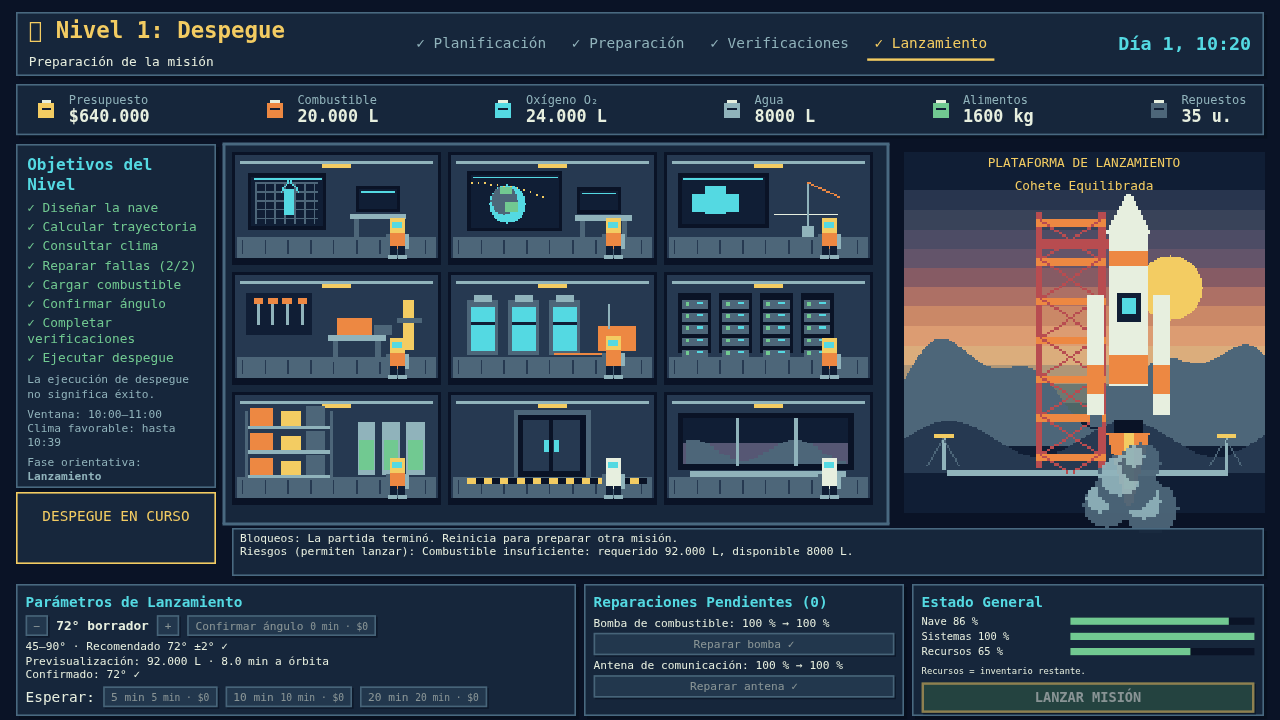 Nivel 1: Despegue
Preparación de la misión
✓ Planificación
✓ Preparación
✓ Verificaciones
✓ Lanzamiento
Día 1, 10:20
Presupuesto
$640.000
Combustible
20.000 L
Oxígeno O₂
24.000 L
Agua
8000 L
Alimentos
1600 kg
Repuestos
35 u.
Objetivos del
Nivel
✓ Diseñar la nave
✓ Calcular trayectoria
✓ Consultar clima
✓ Reparar fallas (2/2)
✓ Cargar combustible
✓ Confirmar ángulo
✓ Completar
verificaciones
✓ Ejecutar despegue
La ejecución de despegue
no significa éxito.
Ventana: 10:00–11:00
Clima favorable: hasta
10:39
Fase orientativa:
Lanzamiento
DESPEGUE EN CURSO
PLATAFORMA DE LANZAMIENTO
Cohete Equilibrada
Bloqueos: La partida terminó. Reinicia para preparar otra misión.
Riesgos (permiten lanzar): Combustible insuficiente: requerido 92.000 L, disponible 8000 L.
Parámetros de Lanzamiento
− 72° borrador + Confirmar ángulo 0 min · $0
45–90° · Recomendado 72° ±2° ✓
Previsualización: 92.000 L · 8.0 min a órbita
Confirmado: 72° ✓
Esperar: 5 min 5 min · $0 10 min 10 min · $0 20 min 20 min · $0
Reparaciones Pendientes (0)
Bomba de combustible: 100 % → 100 %
Reparar bomba ✓
Antena de comunicación: 100 % → 100 %
Reparar antena ✓
Estado General
Nave 86 %
Sistemas 100 %
Recursos 65 %
Recursos = inventario restante.
LANZAR MISIÓN